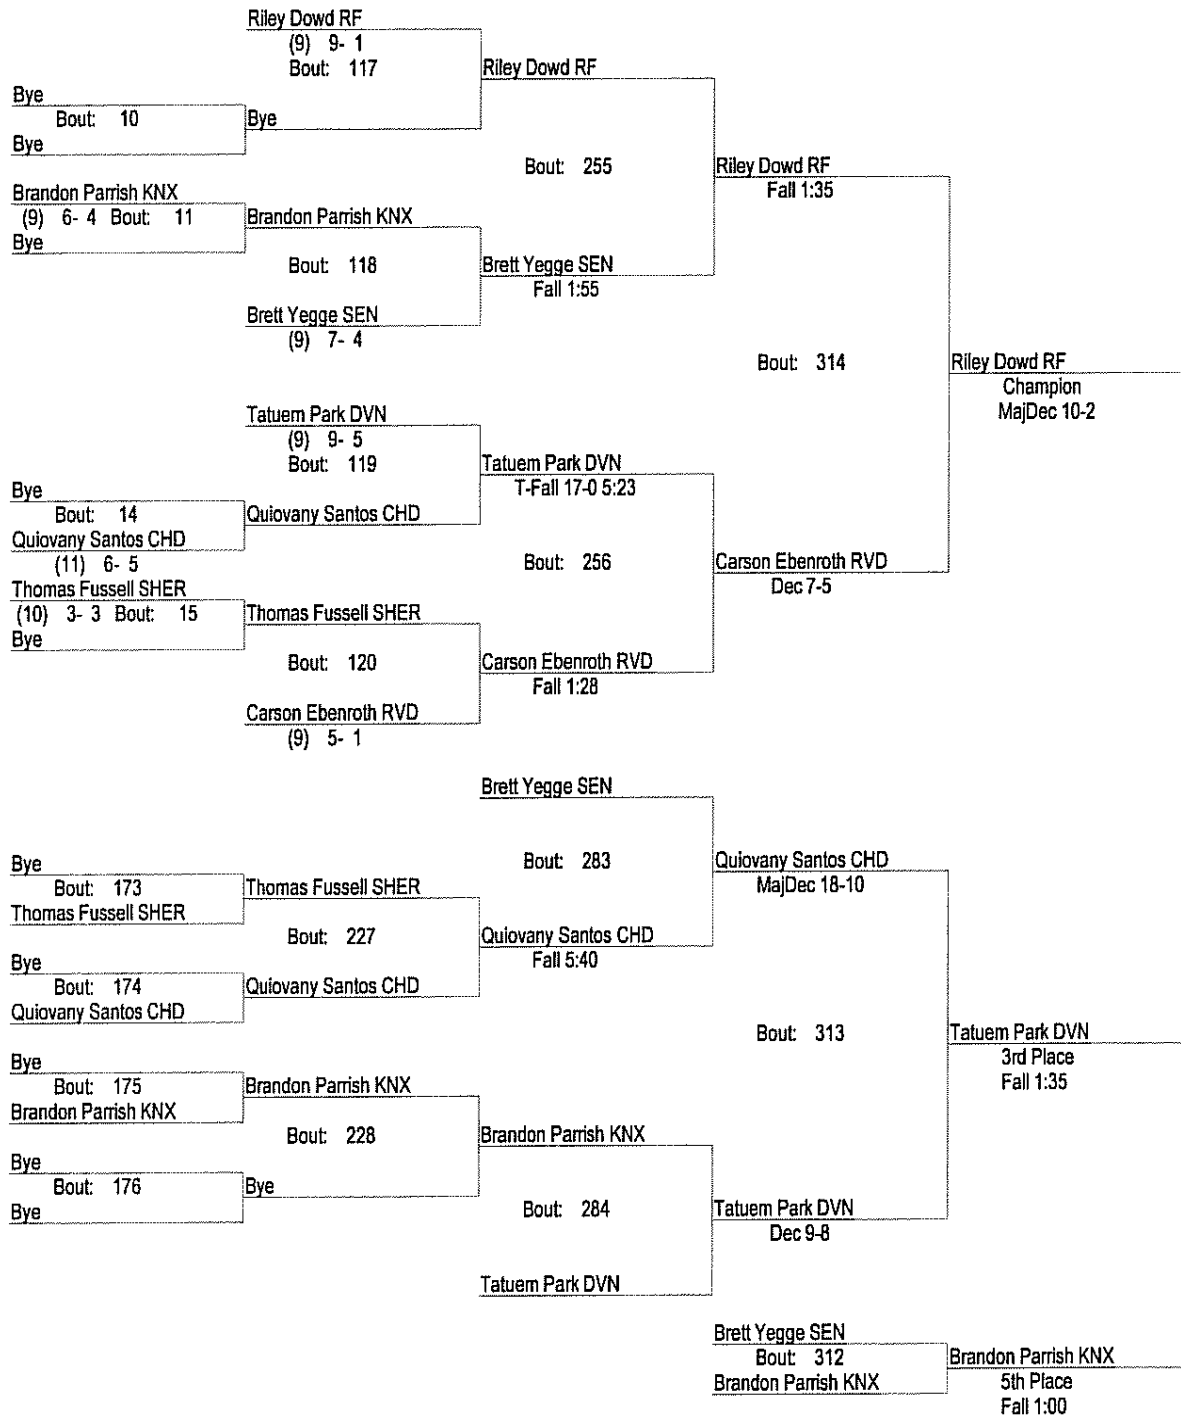 Riley Dowd RF
(9) 9- 1
Bout: 117
Riley Dowd RF
Bye
Bout: 10
Bye
Bye
Bout: 255
Riley Dowd RF
Fall 1:35
Brandon Parrish KNX
(9) 6- 4 Bout: 11
Brandon Parrish KNX
Bye
Bout: 118
Brett Yegge SEN
Fall 1:55
Brett Yegge SEN
(9) 7- 4
Bout: 314
Riley Dowd RF
Champion
MajDec 10-2
Tatuem Park DVN
(9) 9- 5
Bout: 119
Tatuem Park DVN
T-Fall 17-0 5:23
Bye
Bout: 14
Quiovany Santos CHD
Quiovany Santos CHD
(11) 6- 5
Bout: 256
Carson Ebenroth RVD
Dec 7-5
Thomas Fussell SHER
(10) 3- 3 Bout: 15
Thomas Fussell SHER
Bye
Bout: 120
Carson Ebenroth RVD
Fall 1:28
Carson Ebenroth RVD
(9) 5- 1
Brett Yegge SEN
Bout: 283
Quiovany Santos CHD
MajDec 18-10
Bye
Bout: 173
Thomas Fussell SHER
Thomas Fussell SHER
Bout: 227
Quiovany Santos CHD
Fall 5:40
Bye
Bout: 174
Quiovany Santos CHD
Quiovany Santos CHD
Bout: 313
Tatuem Park DVN
3rd Place
Fall 1:35
Bye
Bout: 175
Brandon Parrish KNX
Brandon Parrish KNX
Bout: 228
Brandon Parrish KNX
Bye
Bout: 176
Bye
Bye
Bout: 284
Tatuem Park DVN
Dec 9-8
Tatuem Park DVN
Brett Yegge SEN
Bout: 312
Brandon Parrish KNX
Brandon Parrish KNX
5th Place
Fall 1:00